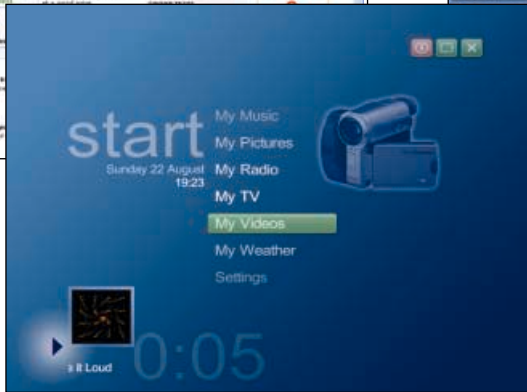 start
Sunday 22 August
19:23
My Music
My Pictures
My Radio
My TV
My Videos
My Weather
Settings
it Loud
0:05